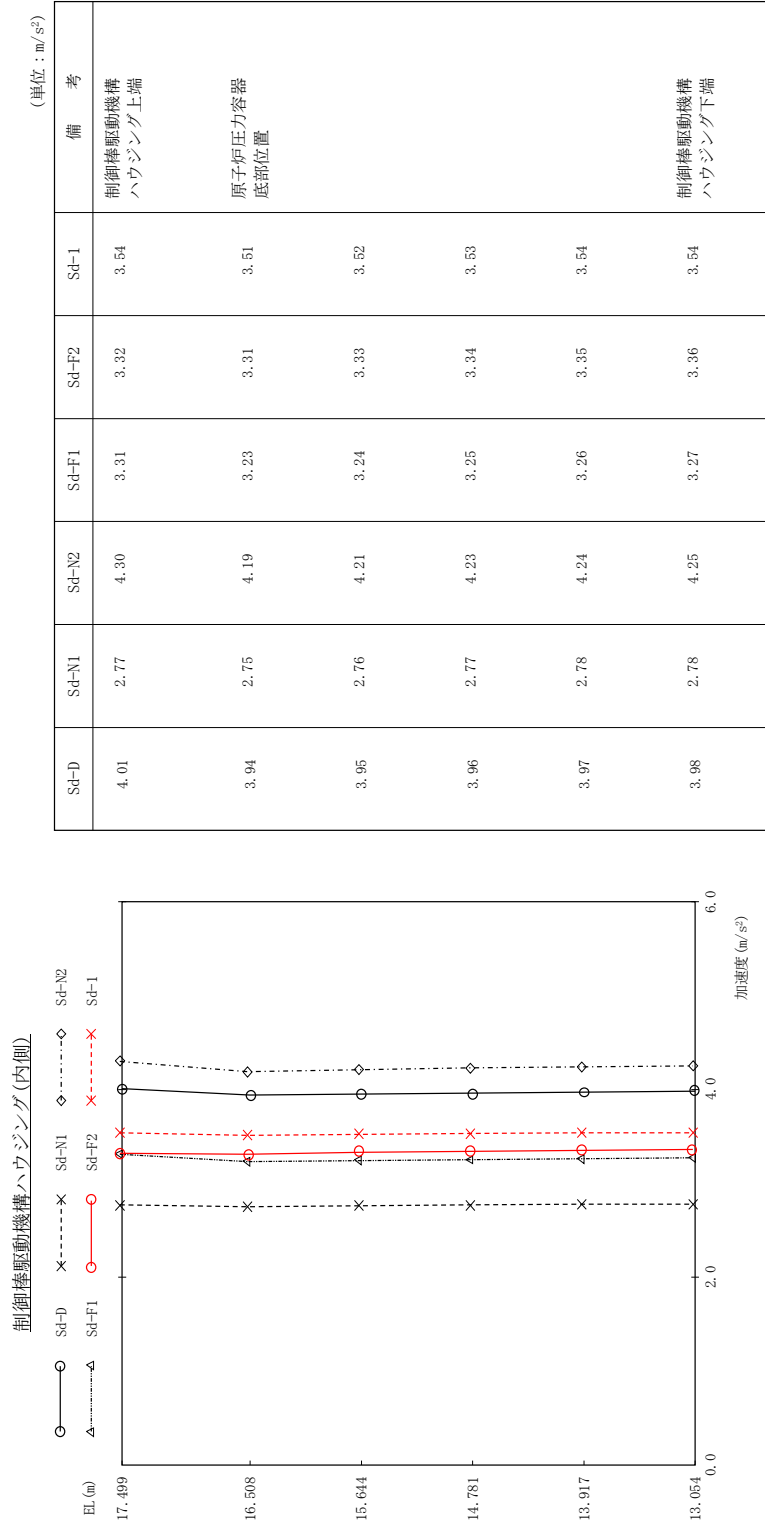 制御棒駆動機構ハウジング(内側)
Sd-D Sd-N1 Sd-N2
Sd-F1 Sd-F2 Sd-1
EL(m)
17.499
16.508
15.644
14.781
13.917
13.054
0.0 2.0 4.0 6.0
加速度(m/s²)
(単位:m/s²)
Sd-D Sd-N1 Sd-N2 Sd-F1 Sd-F2 Sd-1 備 考
4.01 2.77 4.30 3.31 3.32 3.54 制御棒駆動機構
ハウジング上端
3.94 2.75 4.19 3.23 3.31 3.51 原子炉圧力容器
底部位置
3.95 2.76 4.21 3.24 3.33 3.52
3.96 2.77 4.23 3.25 3.34 3.53
3.97 2.78 4.24 3.26 3.35 3.54
3.98 2.78 4.25 3.27 3.36 3.54 制御棒駆動機構
ハウジング下端